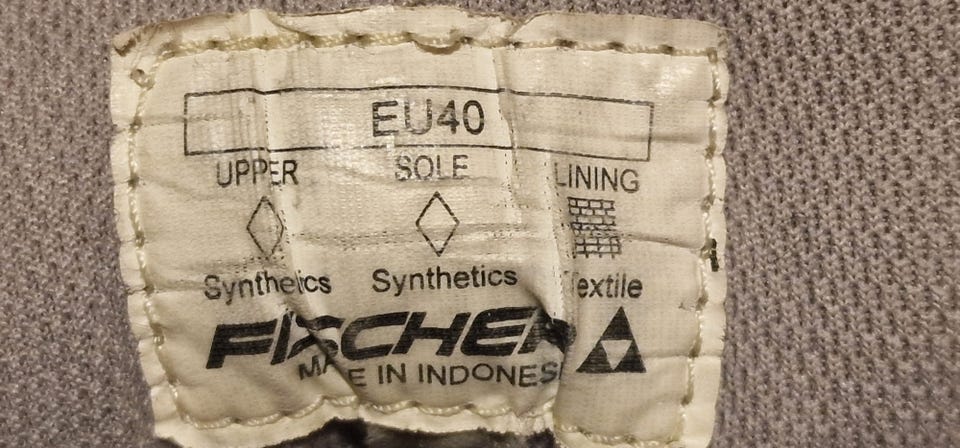 EU40
UPPER SOLE LINING
Synthetics Synthetics Textile
FISCHER
MADE IN INDONES